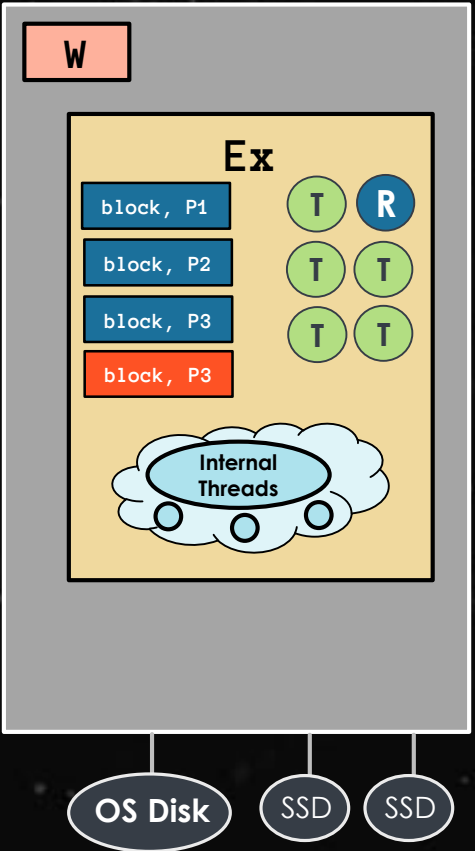 W
Ex
block, P1
T
R
block, P2
T
T
block, P3
T
T
block, P3
Internal
Threads
OS Disk
SSD
SSD